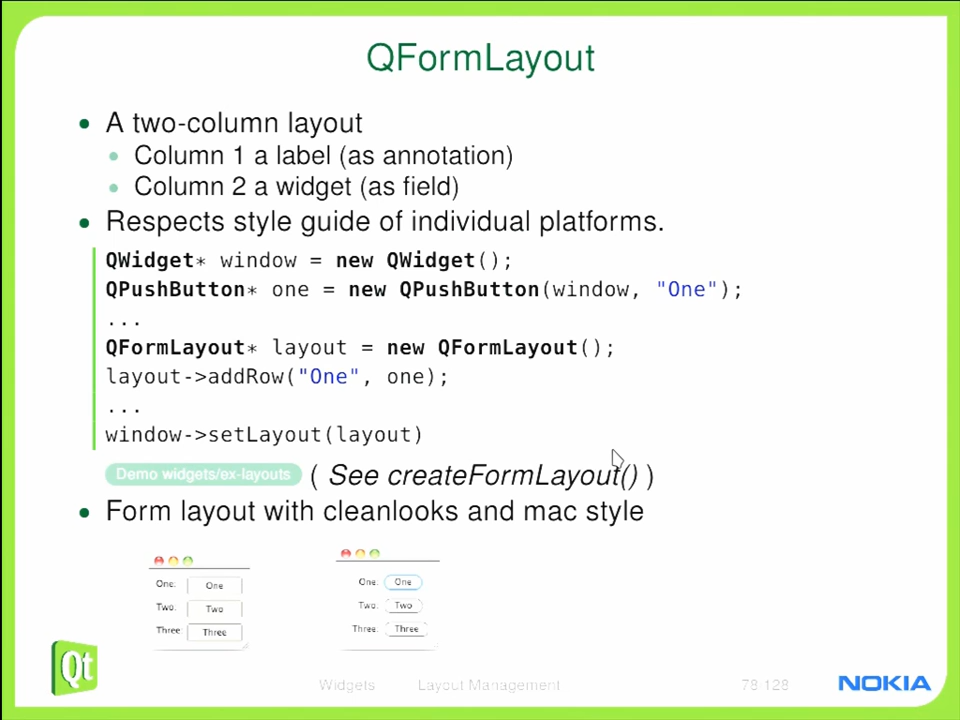 QFormLayout
• A two-column layout
• Column 1 a label (as annotation)
• Column 2 a widget (as field)
• Respects style guide of individual platforms.
QWidget* window = new QWidget();
QPushButton* one = new QPushButton(window, "One");
...
QFormLayout* layout = new QFormLayout();
layout->addRow("One", one);
...
window->setLayout(layout)
Demo widgets/ex-layouts ( See createFormLayout() )
• Form layout with cleanlooks and mac style
One: One
Two: Two
Three: Three
One: One
Two: Two
Three: Three
Qt
Widgets Layout Management 78 128 NOKIA